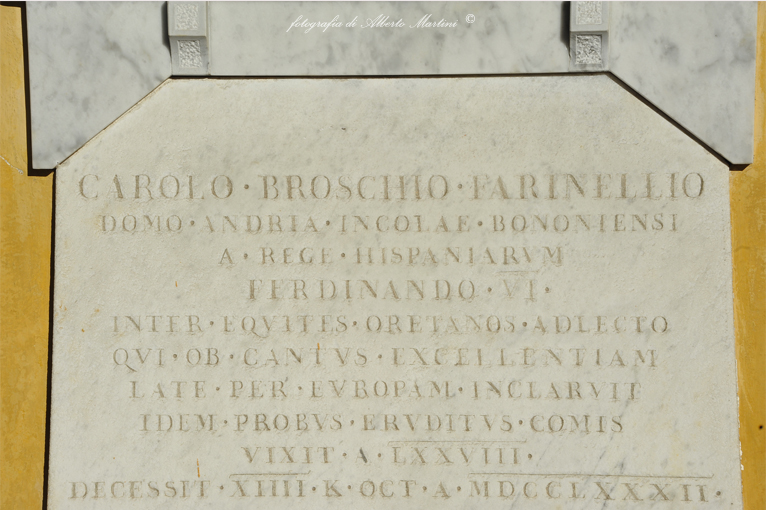 fotografia di Alberto Martini ©
CAROLO · BROSCHIO · FARINELLIO
DOMO · ANDRIA · INCOLAE · BONONIENSI
A · REGE · HISPANIARVM
FERDINANDO · VI ·
INTER · EQVITES · ORETANOS · ADLECTO
QVI · OB · CANTVS · EXCELLENTIAM
LATE · PER · EVROPAM · INCLARVIT
IDEM · PROBVS · ERVDITVS · COMIS
VIXIT · A · LXXVIII ·
DECESSIT · XIIII · K · OCT · A · MDCCLXXXII ·